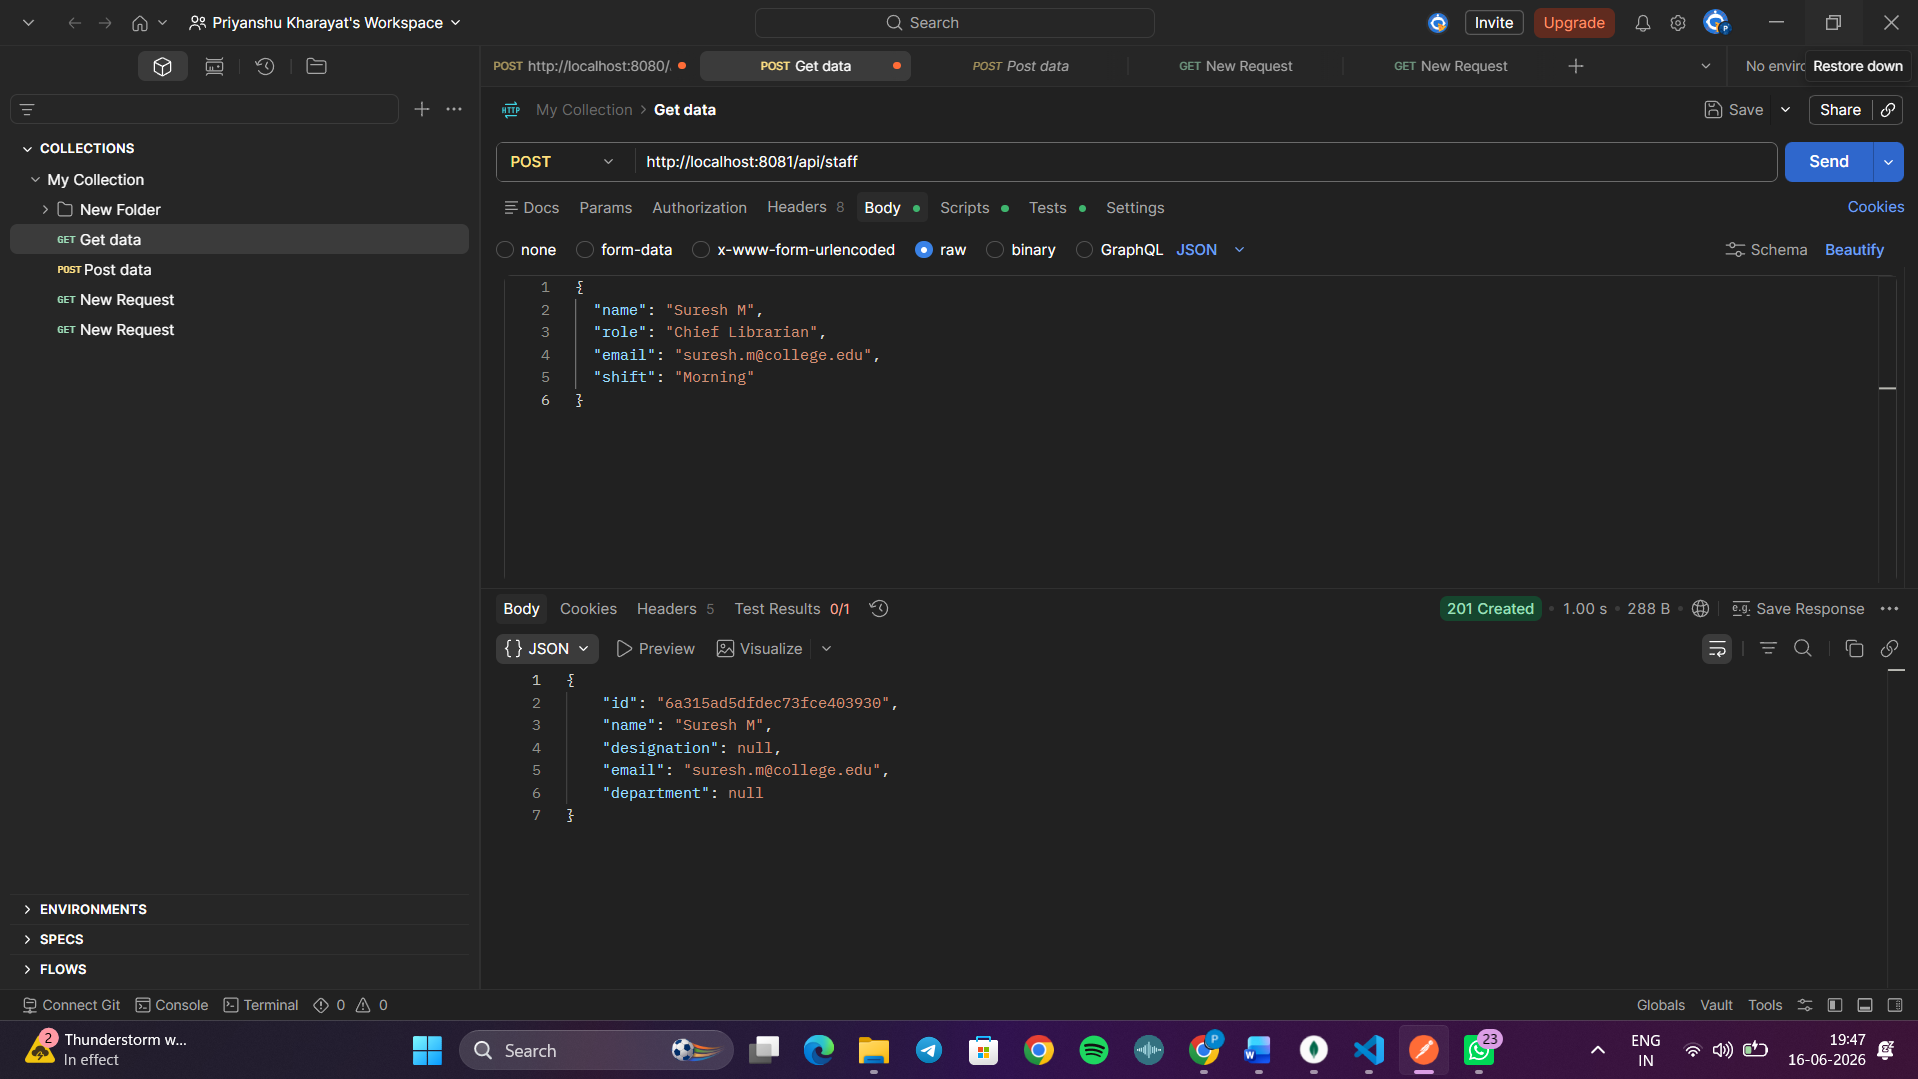 Priyanshu Kharayat's Workspace
Search
Invite
Upgrade
POST http://localhost:8080/.
POST Get data
POST Post data
GET New Request
GET New Request
No enviro
Restore down
HTTP My Collection > Get data
Save
Share
COLLECTIONS
My Collection
New Folder
GET Get data
POST Post data
GET New Request
GET New Request
POST
http://localhost:8081/api/staff
Send
Docs
Params
Authorization
Headers 8
Body
Scripts
Tests
Settings
Cookies
none
form-data
x-www-form-urlencoded
raw
binary
GraphQL
JSON
Schema
Beautify
1 {
2 "name": "Suresh M",
3 "role": "Chief Librarian",
4 "email": "suresh.m@college.edu",
5 "shift": "Morning"
6 }
Body
Cookies
Headers 5
Test Results 0/1
201 Created
1.00 s
288 B
e.g. Save Response
{} JSON
Preview
Visualize
1 {
2 "id": "6a315ad5dfdec73fce403930",
3 "name": "Suresh M",
4 "designation": null,
5 "email": "suresh.m@college.edu",
6 "department": null
7 }
ENVIRONMENTS
SPECS
FLOWS
Connect Git
Console
Terminal
0
0
Globals
Vault
Tools
2
Thunderstorm w...
In effect
Search
P
W
23
ENG
IN
19:47
16-06-2026